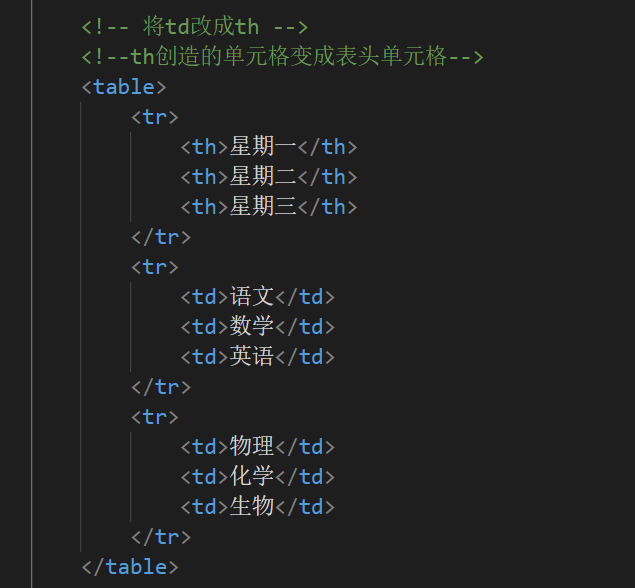 <!-- 将td改成th -->
<!--th创造的单元格变成表头单元格-->
<table>
<tr>
<th>星期一</th>
<th>星期二</th>
<th>星期三</th>
</tr>
<tr>
<td>语文</td>
<td>数学</td>
<td>英语</td>
</tr>
<tr>
<td>物理</td>
<td>化学</td>
<td>生物</td>
</tr>
</table>